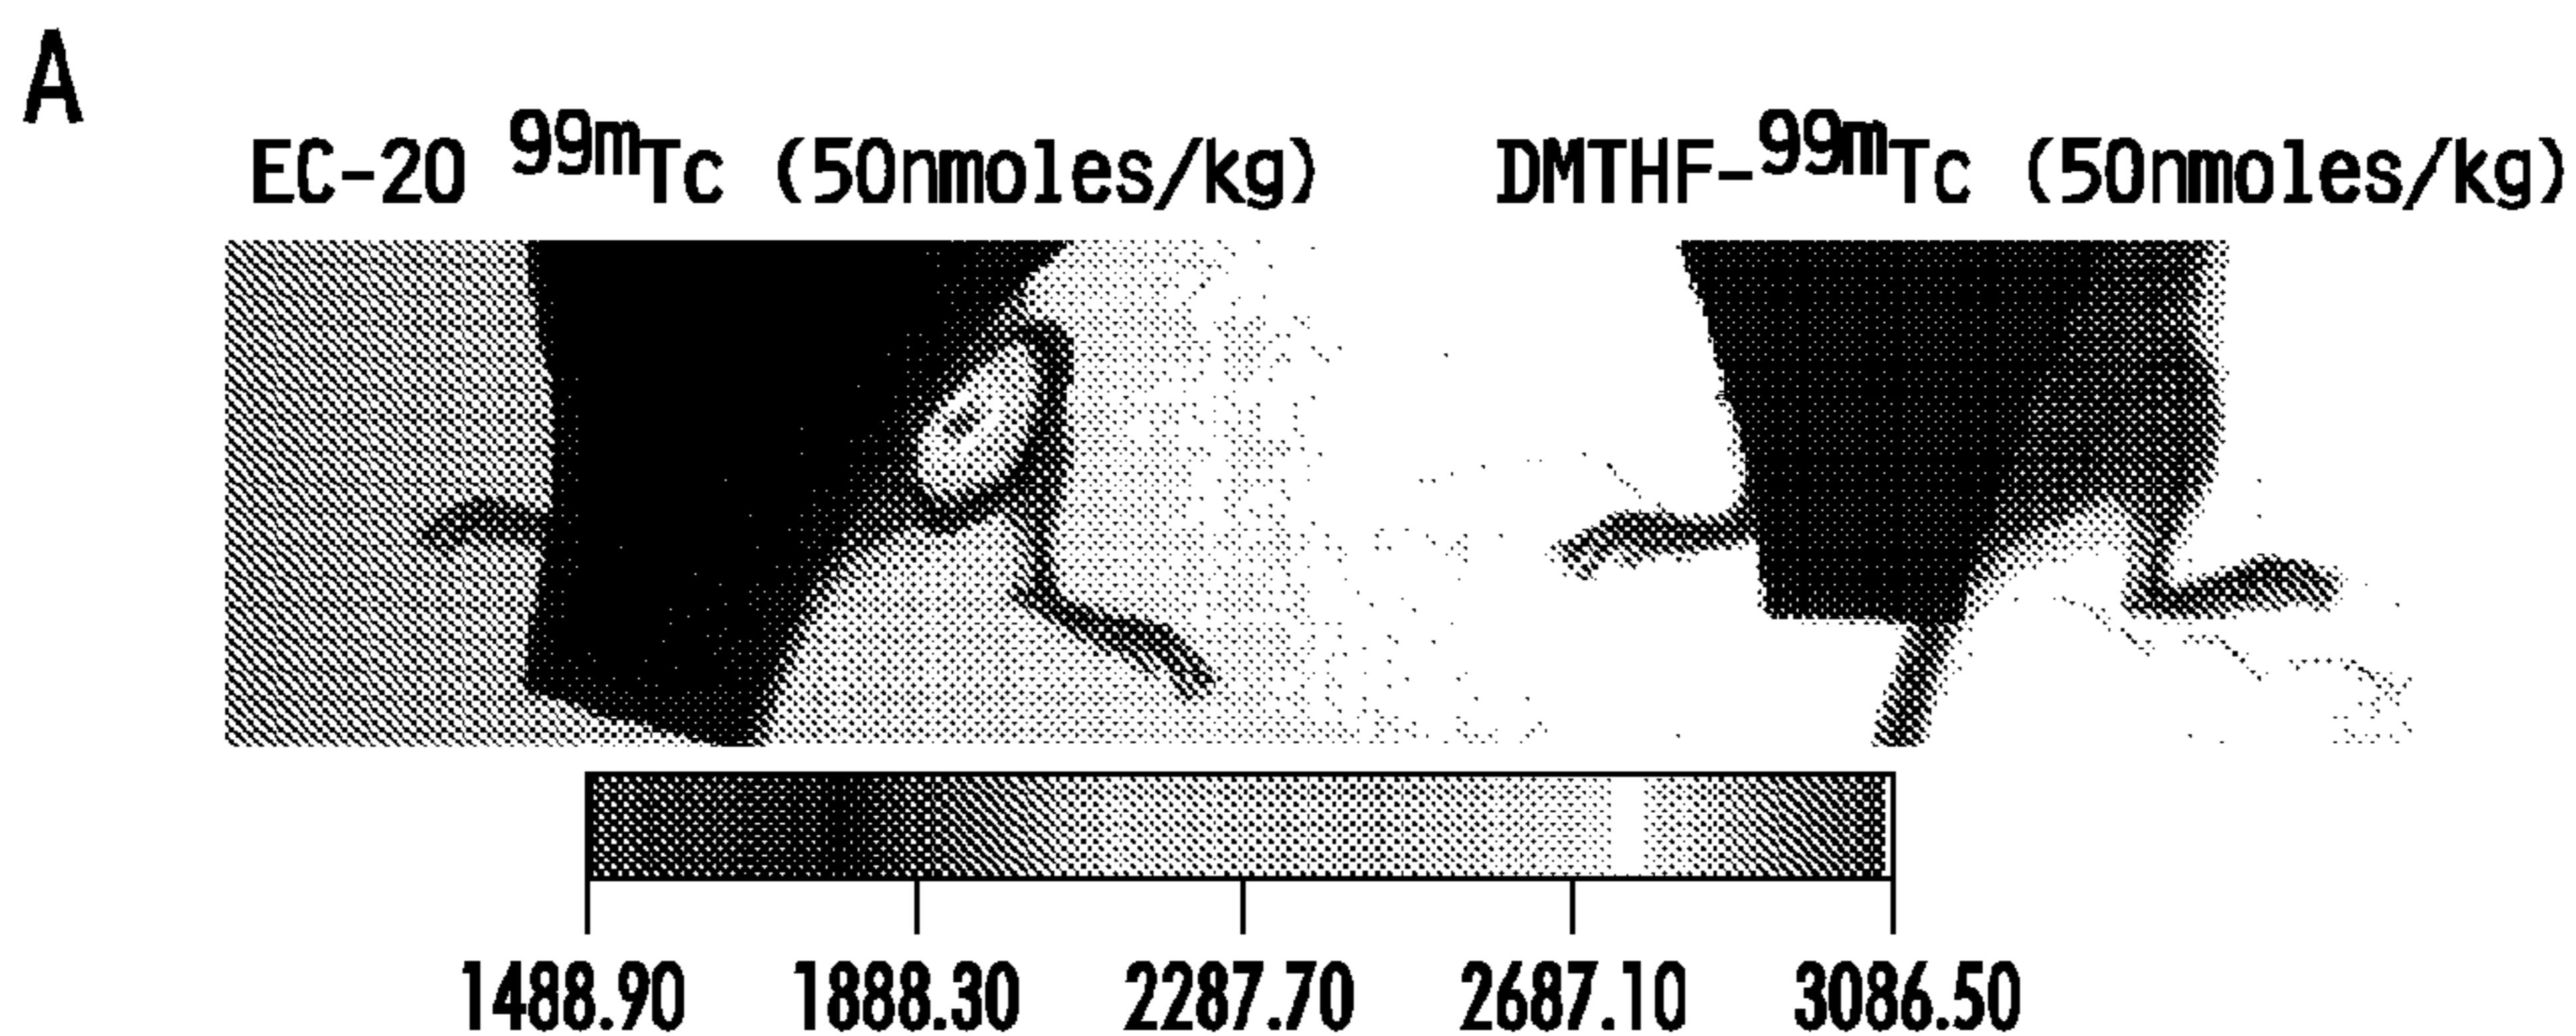 A
EC-20 ⁹⁹ᵐTc (50nmoles/kg) DMTHF-⁹⁹ᵐTc (50nmoles/kg)
1488.90 1888.30 2287.70 2687.10 3086.50